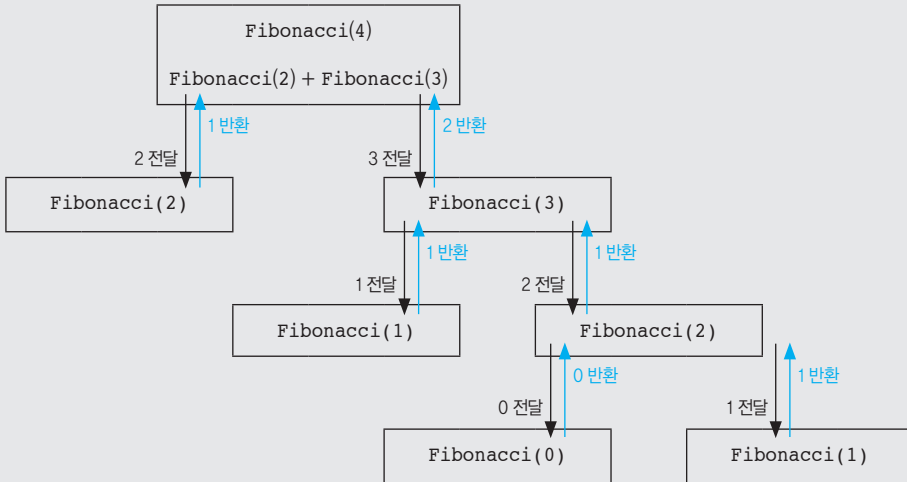 Fibonacci(4)
Fibonacci(2) + Fibonacci(3)
1 반환
2 반환
2 전달
3 전달
Fibonacci(2)
Fibonacci(3)
1 반환
1 반환
1 전달
2 전달
Fibonacci(1)
Fibonacci(2)
0 반환
1 반환
0 전달
1 전달
Fibonacci(0)
Fibonacci(1)